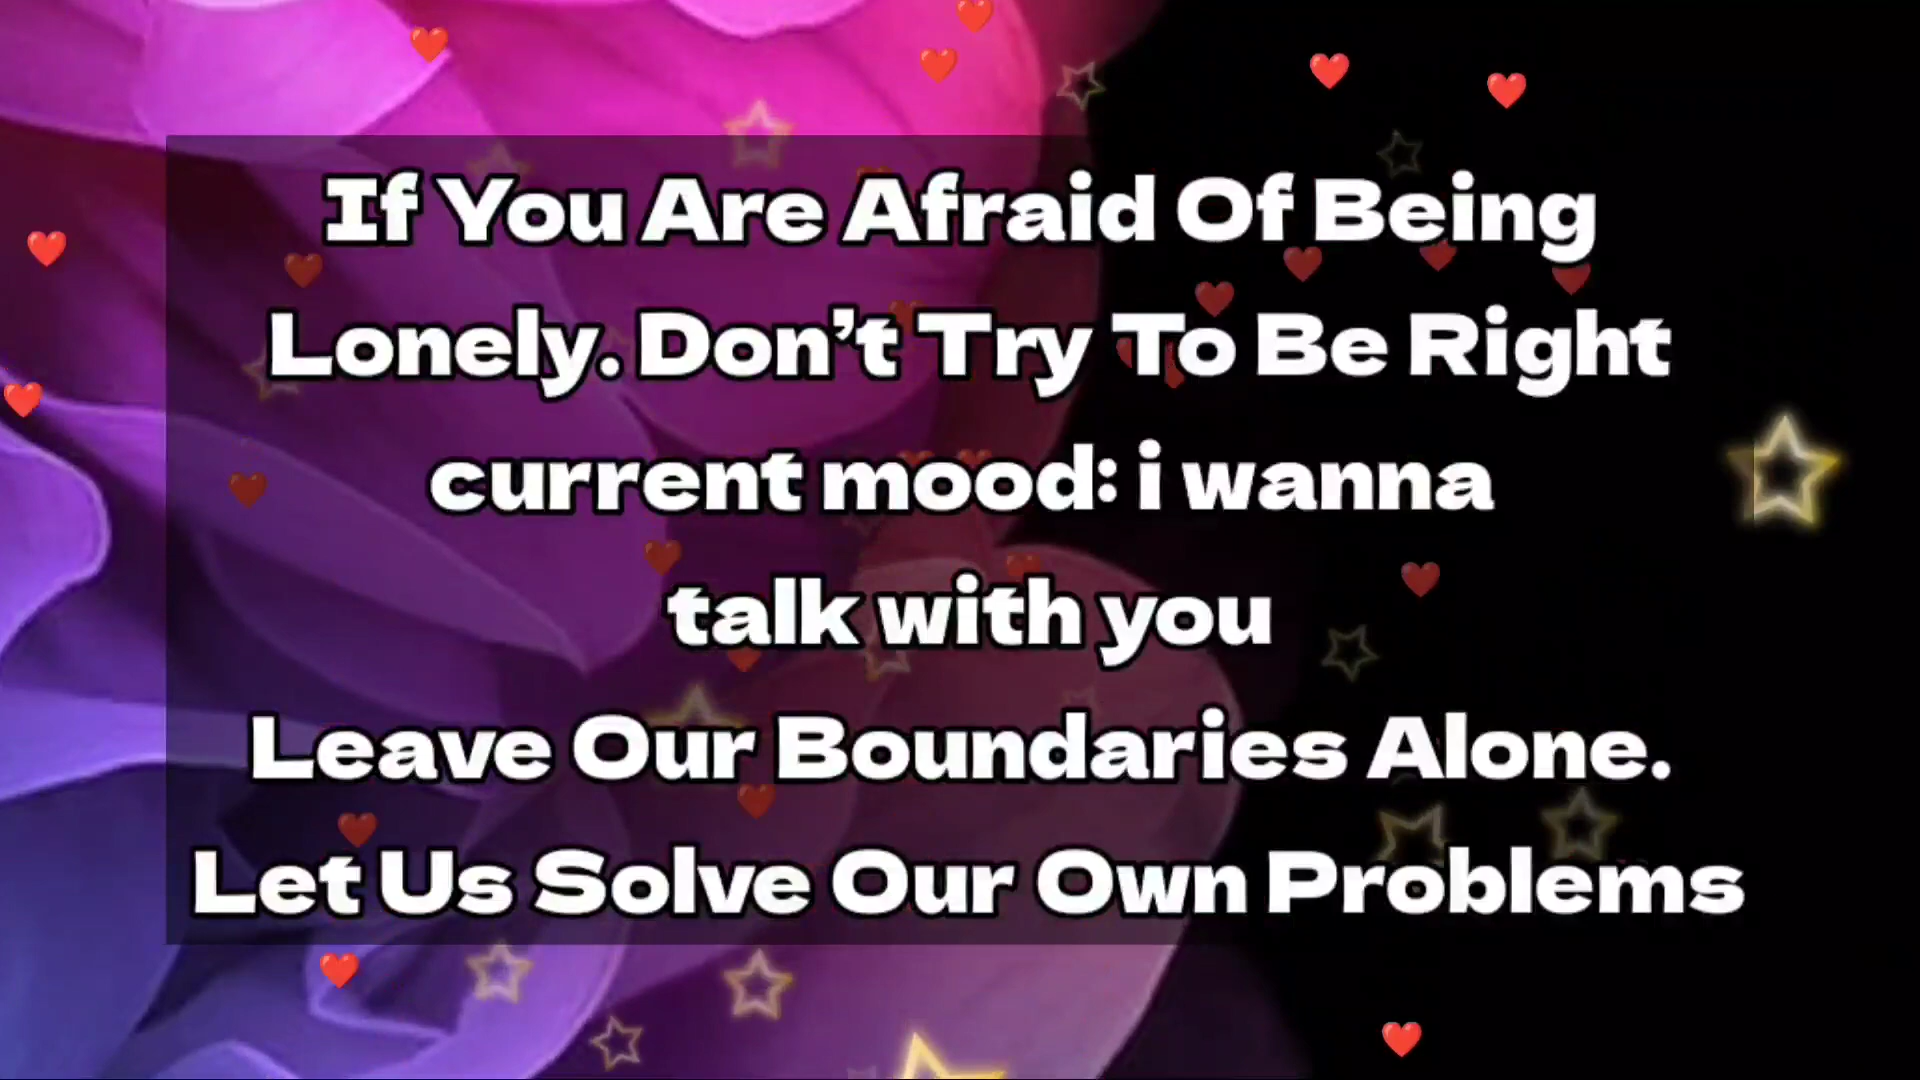 If You Are Afraid Of Being
Lonely. Don’t Try To Be Right
current mood: i wanna
talk with you
Leave Our Boundaries Alone.
Let Us Solve Our Own Problems